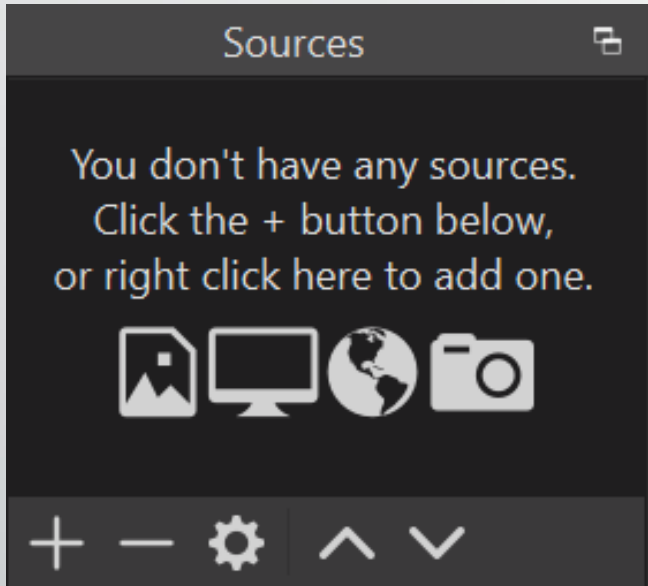 Sources
You don't have any sources.
Click the + button below,
or right click here to add one.